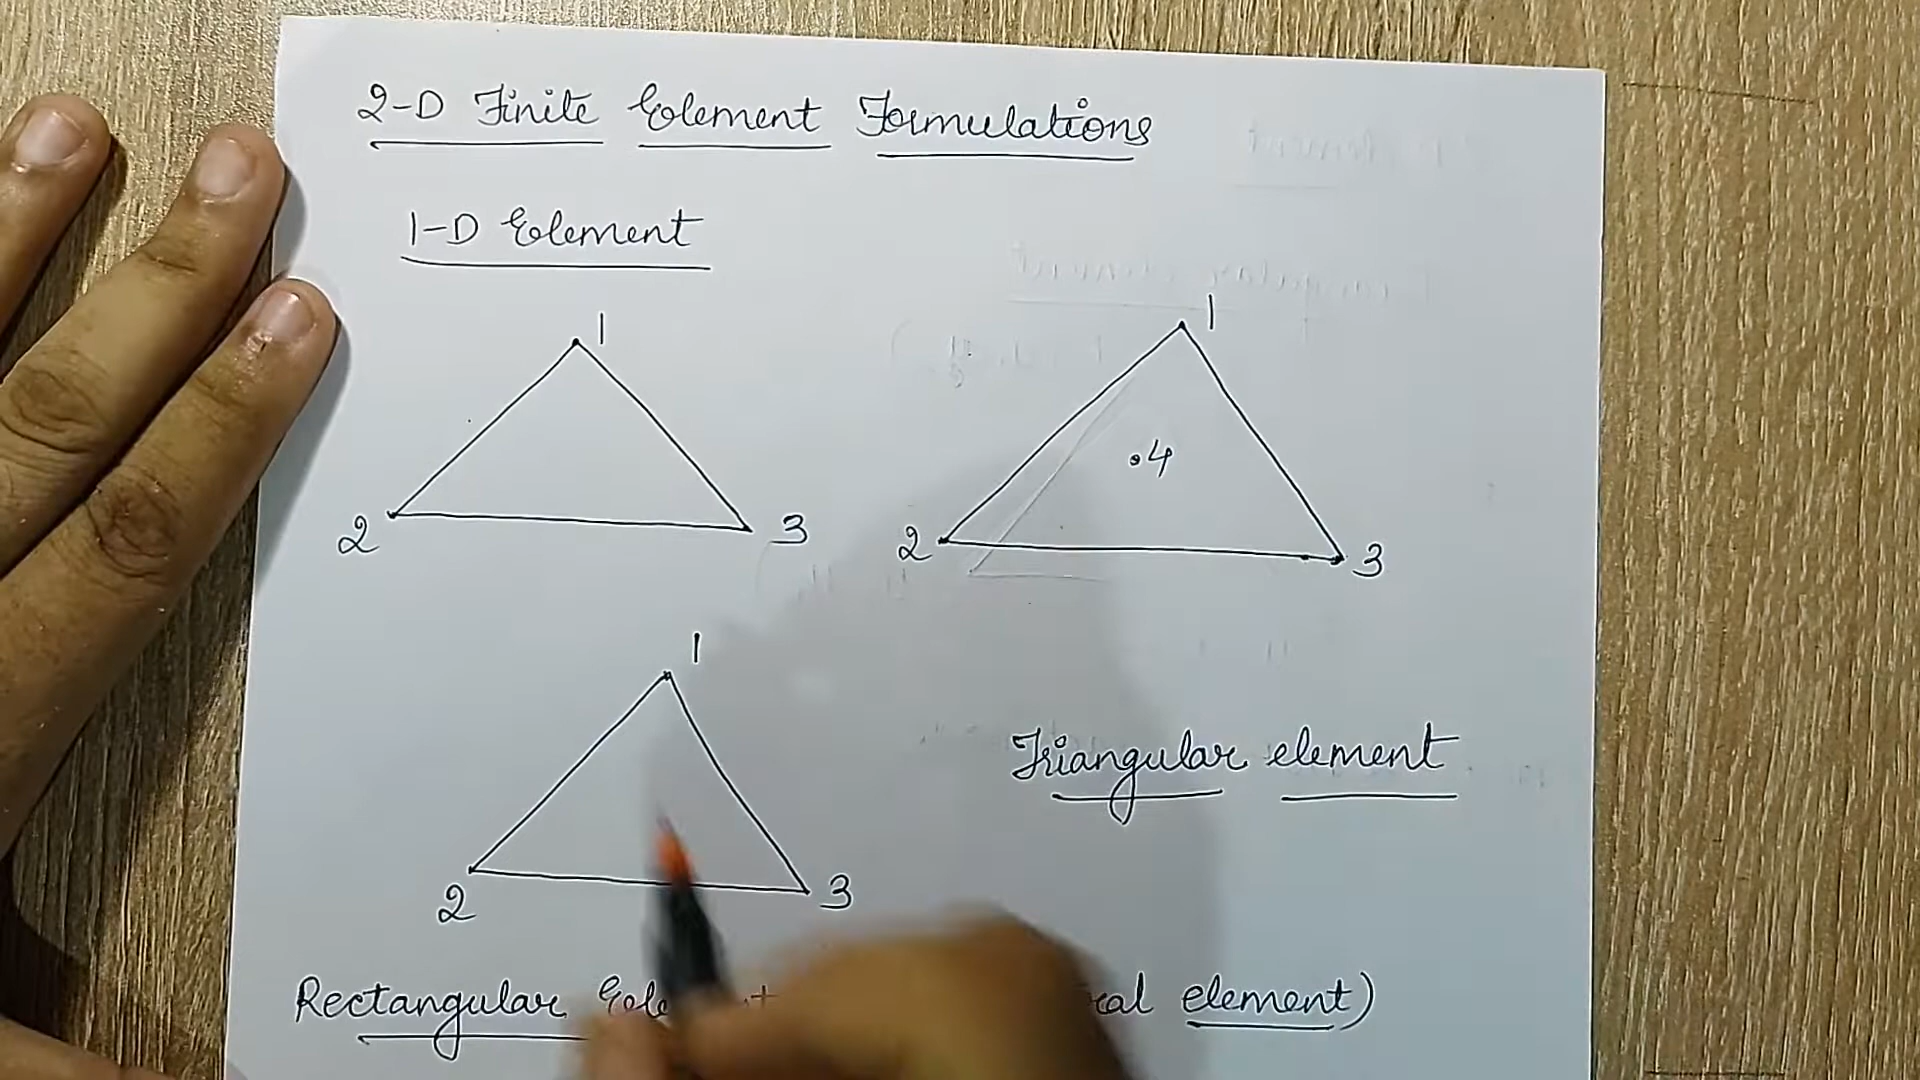 2-D Finite Element Formulations
1-D Element
1
2
3
1
.4
2
3
1
2
3
Triangular element
Rectangular element)